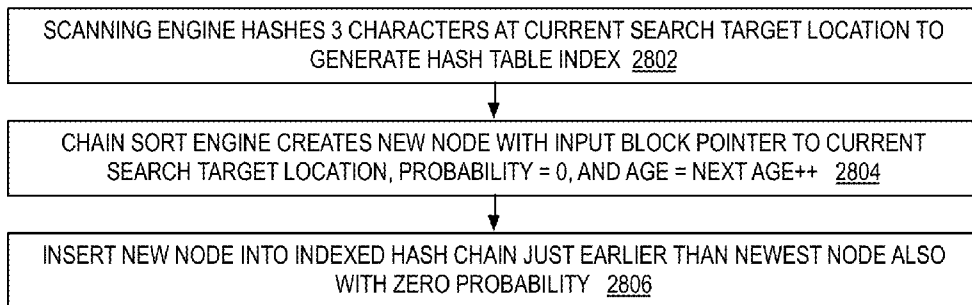 SCANNING ENGINE HASHES 3 CHARACTERS AT CURRENT SEARCH TARGET LOCATION TO
GENERATE HASH TABLE INDEX 2802
CHAIN SORT ENGINE CREATES NEW NODE WITH INPUT BLOCK POINTER TO CURRENT
SEARCH TARGET LOCATION, PROBABILITY = 0, AND AGE = NEXT AGE++ 2804
INSERT NEW NODE INTO INDEXED HASH CHAIN JUST EARLIER THAN NEWEST NODE ALSO
WITH ZERO PROBABILITY 2806